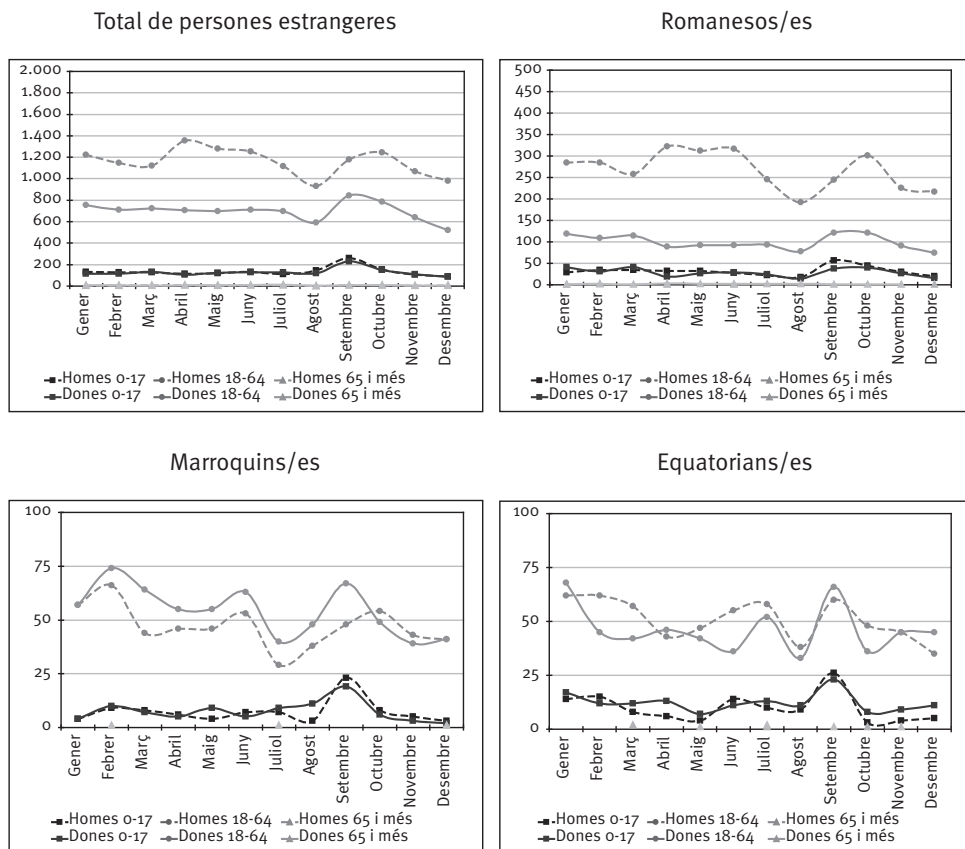 Total de persones estrangeres
2.000
1.800
1.600
1.400
1.200
1.000
800
600
400
200
0
Gener
Febrer
Març
Abril
Maig
Juny
Juliol
Agost
Setembre
Octubre
Novembre
Desembre
Homes 0-17 Homes 18-64 Homes 65 i més
Dones 0-17 Dones 18-64 Dones 65 i més
Romanesos/es
500
450
400
350
300
250
200
150
100
50
0
Gener
Febrer
Març
Abril
Maig
Juny
Juliol
Agost
Setembre
Octubre
Novembre
Desembre
Homes 0-17 Homes 18-64 Homes 65 i més
Dones 0-17 Dones 18-64 Dones 65 i més
Marroquins/es
100
75
50
25
0
Gener
Febrer
Març
Abril
Maig
Juny
Juliol
Agost
Setembre
Octubre
Novembre
Desembre
Homes 0-17 Homes 18-64 Homes 65 i més
Dones 0-17 Dones 18-64 Dones 65 i més
Equatorians/es
100
75
50
25
0
Gener
Febrer
Març
Abril
Maig
Juny
Juliol
Agost
Setembre
Octubre
Novembre
Desembre
Homes 0-17 Homes 18-64 Homes 65 i més
Dones 0-17 Dones 18-64 Dones 65 i més